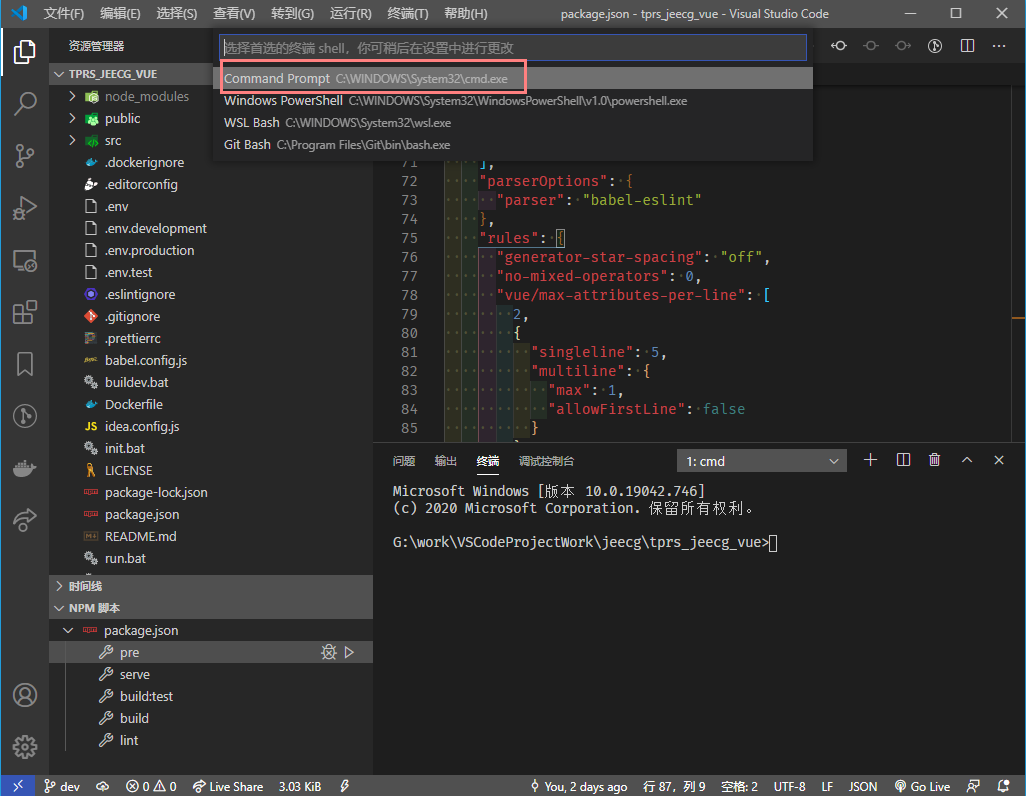 文件(F) 编辑(E) 选择(S) 查看(V) 转到(G) 运行(R) 终端(T) 帮助(H) package.json - tprs_jeecg_vue - Visual Studio Code
资源管理器
选择首选的终端 shell，你可稍后在设置中进行更改
Command Prompt C:\WINDOWS\System32\cmd.exe
Windows PowerShell C:\WINDOWS\System32\WindowsPowerShell\v1.0\powershell.exe
WSL Bash C:\WINDOWS\System32\wsl.exe
Git Bash C:\Program Files\Git\bin\bash.exe
TPRS_JEECG_VUE
node_modules
public
src
.dockerignore
.editorconfig
.env
.env.development
.env.production
.env.test
.eslintignore
.gitignore
.prettierrc
babel.config.js
buildev.bat
Dockerfile
JS idea.config.js
init.bat
LICENSE
package-lock.json
package.json
README.md
run.bat
时间线
NPM 脚本
package.json
pre
serve
build:test
build
lint
71 ],
72 "parserOptions": {
73 "parser": "babel-eslint"
74 },
75 "rules": {
76 "generator-star-spacing": "off",
77 "no-mixed-operators": 0,
78 "vue/max-attributes-per-line": [
79 2,
80 {
81 "singleline": 5,
82 "multiline": {
83 "max": 1,
84 "allowFirstLine": false
85 }
问题 输出 终端 调试控制台 1: cmd
Microsoft Windows [版本 10.0.19042.746]
(c) 2020 Microsoft Corporation. 保留所有权利。
G:\work\VSCodeProjectWork\jeecg\tprs_jeecg_vue>
dev 0 0 Live Share 3.03 KiB You, 2 days ago 行 87，列 9 空格: 2 UTF-8 LF JSON Go Live